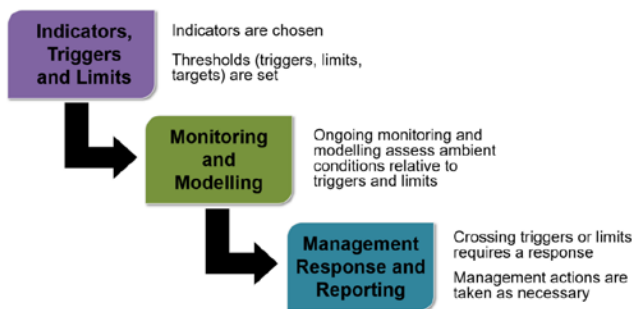 Indicators,
Triggers
and Limits
Indicators are chosen
Thresholds (triggers, limits,
targets) are set
Monitoring
and
Modelling
Ongoing monitoring and
modelling assess ambient
conditions relative to
triggers and limits
Management
Response and
Reporting
Crossing triggers or limits
requires a response
Management actions are
taken as necessary